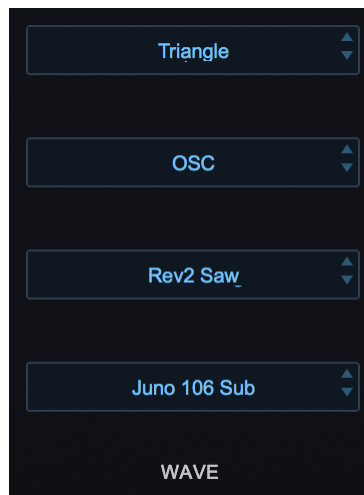 Triangle
OSC
Rev2 Saw
Juno 106 Sub
WAVE